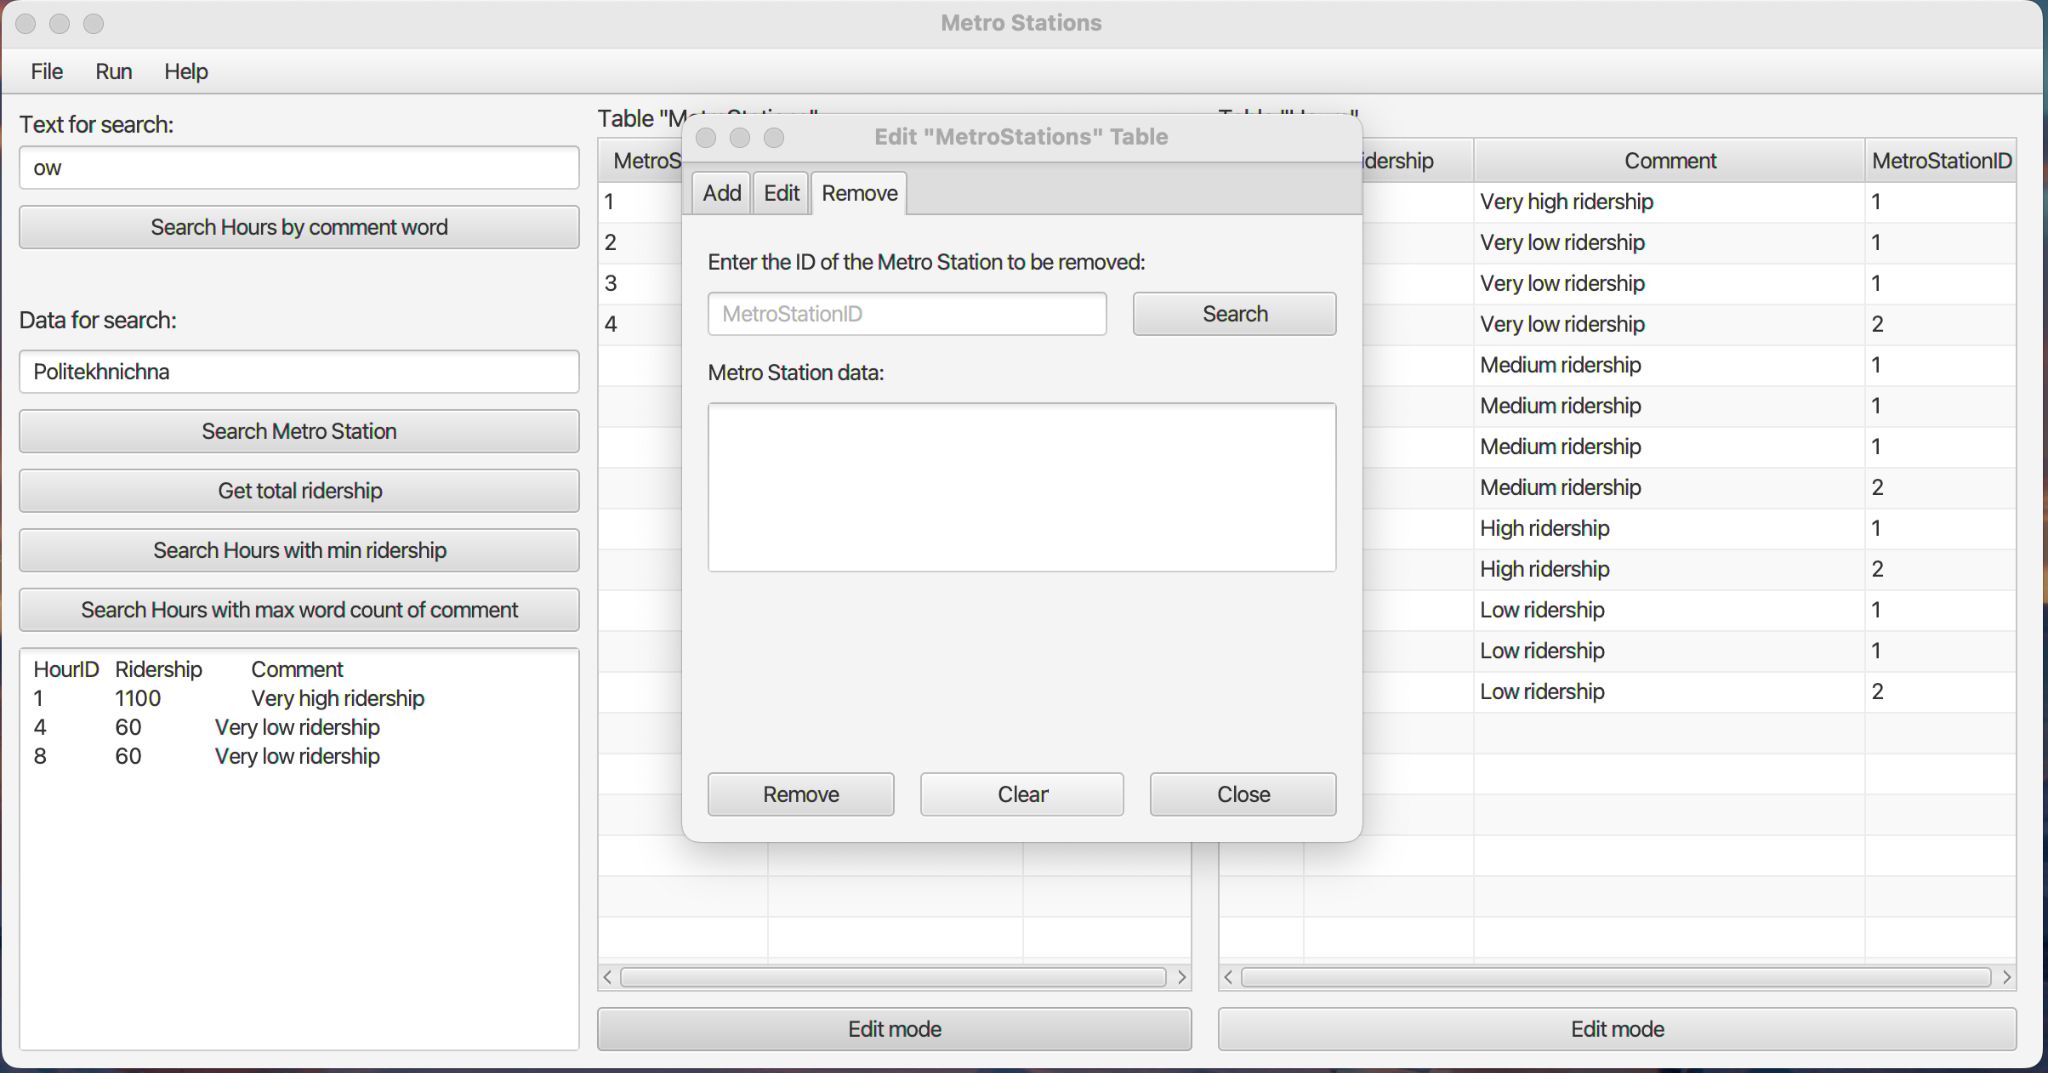 Metro Stations
File Run Help
Text for search:
ow
Search Hours by comment word
Data for search:
Politekhnichna
Search Metro Station
Get total ridership
Search Hours with min ridership
Search Hours with max word count of comment
HourID Ridership Comment
1 1100 Very high ridership
4 60 Very low ridership
8 60 Very low ridership
Table "MetroStations"
1
2
3
4
Edit mode
Edit "MetroStations" Table
Add Edit Remove
Enter the ID of the Metro Station to be removed:
MetroStationID
Search
Metro Station data:
Remove Clear Close
Comment MetroStationID
Very high ridership 1
Very low ridership 1
Very low ridership 1
Very low ridership 2
Medium ridership 1
Medium ridership 1
Medium ridership 1
Medium ridership 2
High ridership 1
High ridership 2
Low ridership 1
Low ridership 1
Low ridership 2
Edit mode